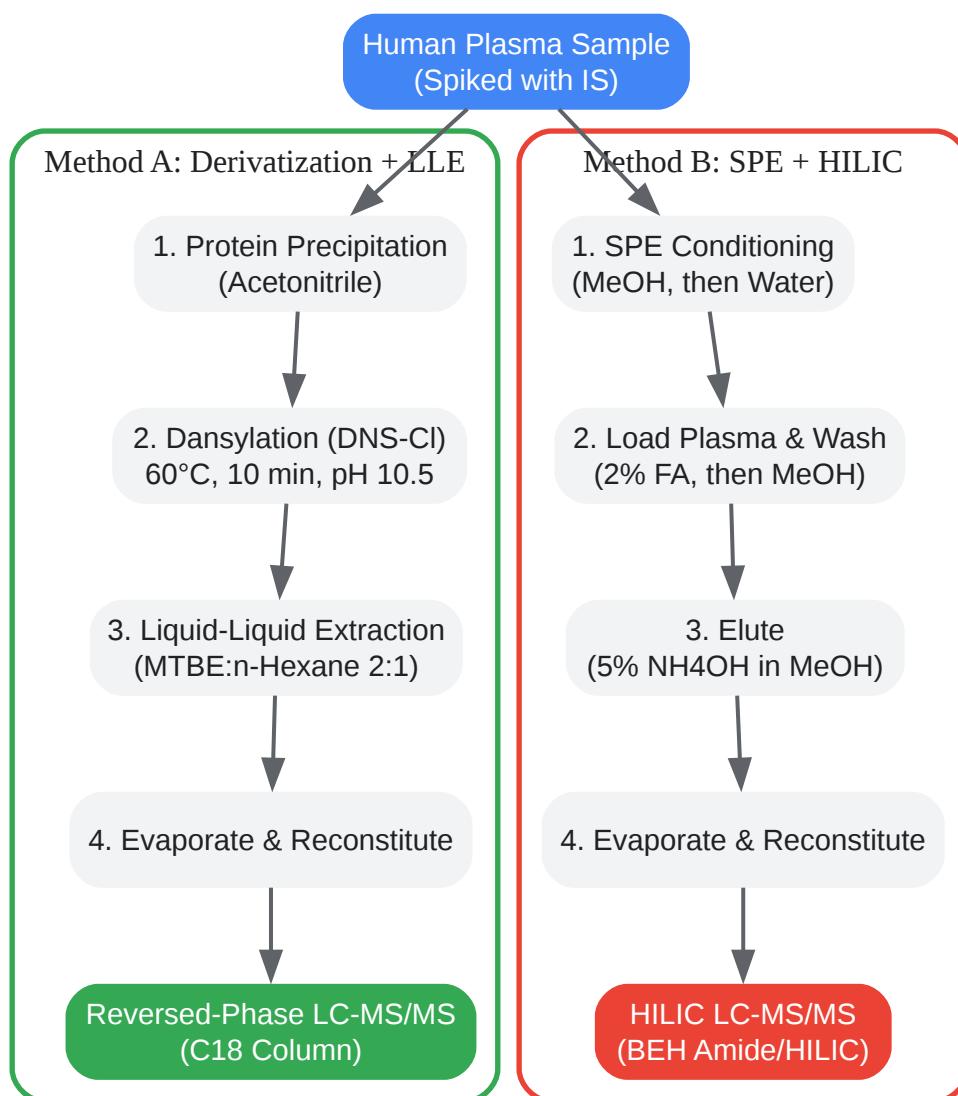 Human Plasma Sample
(Spiked with IS)
Method A: Derivatization + LLE
1. Protein Precipitation
(Acetonitrile)
2. Dansylation (DNS-Cl)
60°C, 10 min, pH 10.5
3. Liquid-Liquid Extraction
(MTBE:n-Hexane 2:1)
4. Evaporate & Reconstitute
Reversed-Phase LC-MS/MS
(C18 Column)
Method B: SPE + HILIC
1. SPE Conditioning
(MeOH, then Water)
2. Load Plasma & Wash
(2% FA, then MeOH)
3. Elute
(5% NH4OH in MeOH)
4. Evaporate & Reconstitute
HILIC LC-MS/MS
(BEH Amide/HILIC)